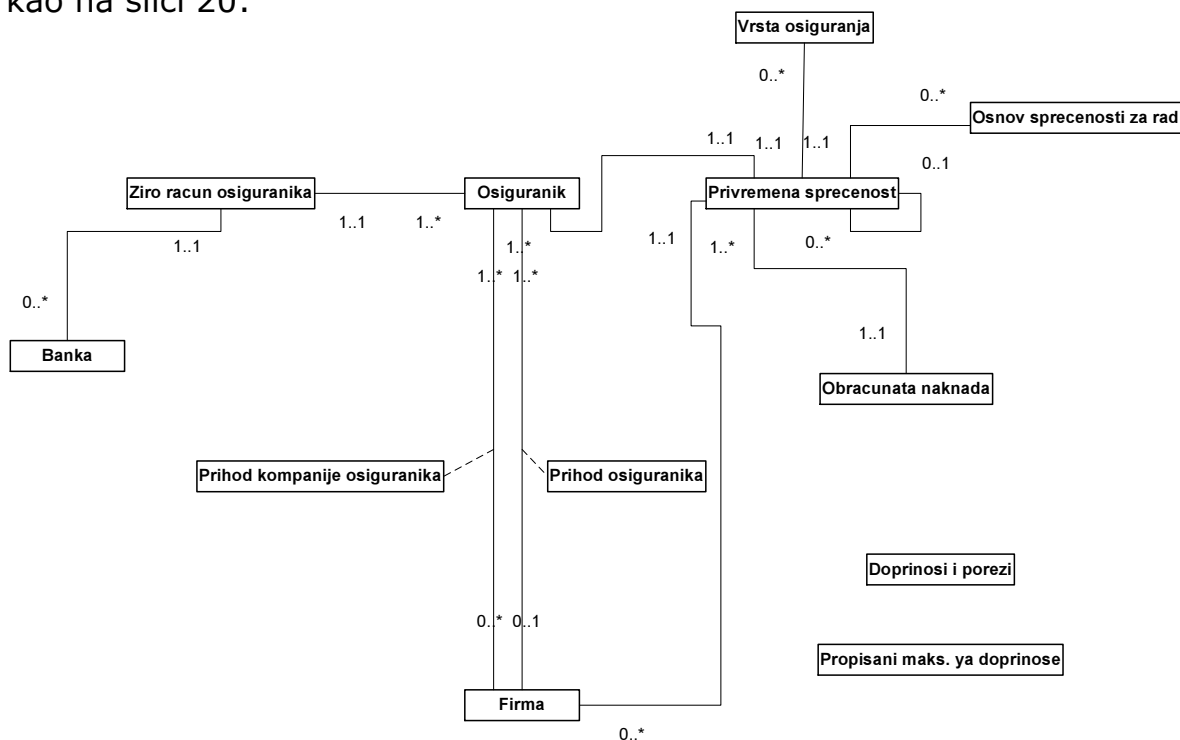 kao na slici 20.
Vrsta osiguranja
0..*
0..*
Osnov sprecenosti za rad
1..1
1..1
1..1
0..1
Ziro racun osiguranika
Osiguranik
Privremena sprecenost
1..1
1..*
1..1
1..*
1..1
1..*
0..*
1..*
1..*
0..*
1..1
Banka
Obracunata naknada
Prihod kompanije osiguranika
Prihod osiguranika
Doprinosi i porezi
0..*
0..1
Propisani maks. ya doprinose
Firma
0..*